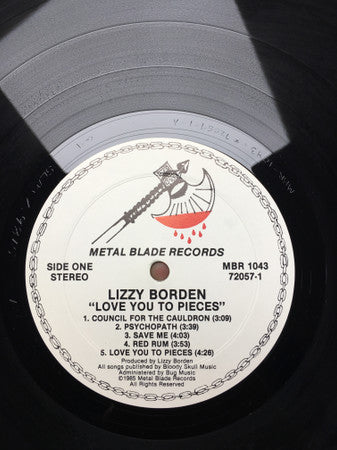 METAL BLADE RECORDS
SIDE ONE
STEREO
MBR 1043
72057-1
LIZZY BORDEN
"LOVE YOU TO PIECES"
1. COUNCIL FOR THE CAULDRON (3:09)
2. PSYCHOPATH (3:39)
3. SAVE ME (4:03)
4. RED RUM (3:53)
5. LOVE YOU TO PIECES (4:26)
Produced by Lizzy Borden
All songs published by Bloody Skull Music
Administered by Bug Music
©1985 Metal Blade Records
All Rights Reserved